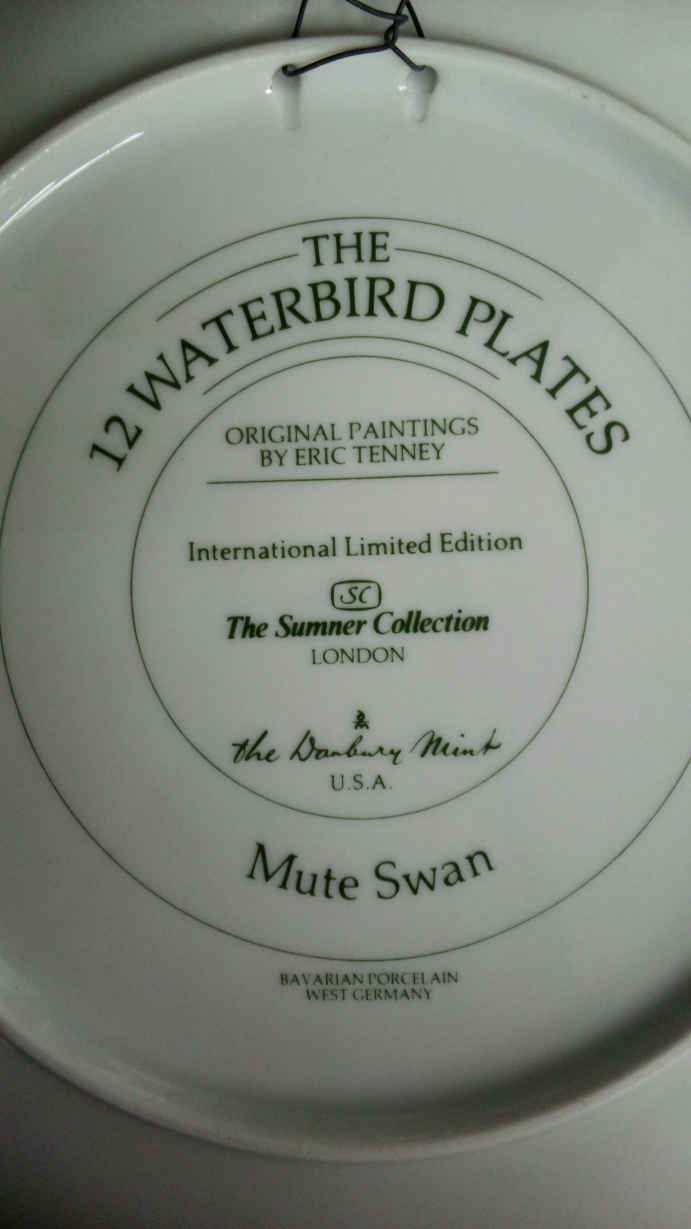 THE
12 WATERBIRD PLATES
ORIGINAL PAINTINGS
BY ERIC TENNEY
International Limited Edition
SC
The Sumner Collection
LONDON
the Danbury Mint
U.S.A.
Mute Swan
BAVARIAN PORCELAIN
WEST GERMANY